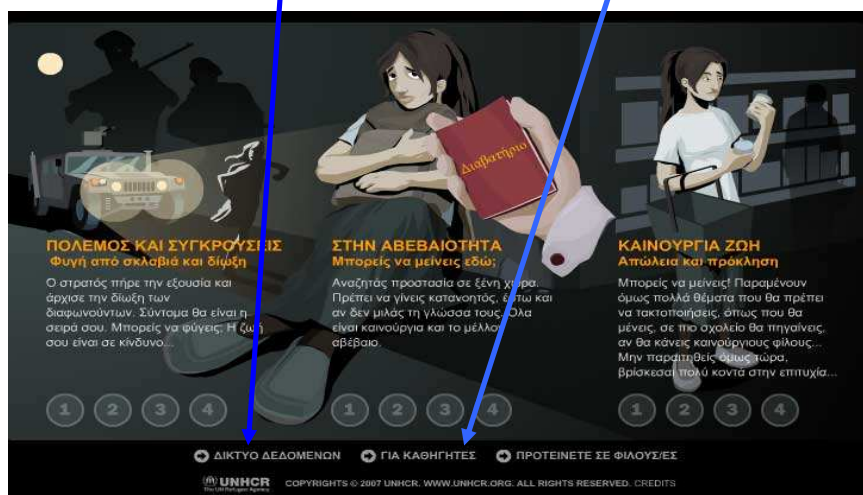 Διαβατήριο
ΠΟΛΕΜΟΣ ΚΑΙ ΣΥΓΚΡΟΥΣΕΙΣ
Φυγή από σκλαβιά και δίωξη
Ο στρατός πήρε την εξουσία και
άρχισε την δίωξη των
διαφωνούντων. Σύντομα θα είναι η
σειρά σου. Μπορείς να φύγεις; Η ζωή
σου είναι σε κίνδυνο...
1 2 3 4
ΣΤΗΝ ΑΒΕΒΑΙΟΤΗΤΑ
Μπορείς να μείνεις εδώ;
Αναζητάς προστασία σε ξένη χώρα.
Πρέπει να γίνεις κατανοητός, έστω και
αν δεν μιλάς τη γλώσσα τους. Όλα
είναι καινούργια και το μέλλον
αβέβαιο.
1 2 3 4
ΚΑΙΝΟΥΡΓΙΑ ΖΩΗ
Απώλεια και πρόκληση
Μπορείς να μείνεις! Παραμένουν
όμως πολλά θέματα που θα πρέπει
να τακτοποιήσεις, όπως που θα
μένεις, σε πιο σχολείο θα πηγαίνεις,
αν θα κάνεις καινούργιους φίλους...
Μην παραιτηθείς όμως τώρα,
βρίσκεσαι πολύ κοντά στην επιτυχία...
1 2 3 4
ΔΙΚΤΥΟ ΔΕΔΟΜΕΝΩΝ ΓΙΑ ΚΑΘΗΓΗΤΕΣ ΠΡΟΤΕΙΝΕΤΕ ΣΕ ΦΙΛΟΥΣ/ΕΣ
UNHCR COPYRIGHTS © 2007 UNHCR. WWW.UNHCR.ORG. ALL RIGHTS RESERVED. CREDITS
The UN Refugee Agency